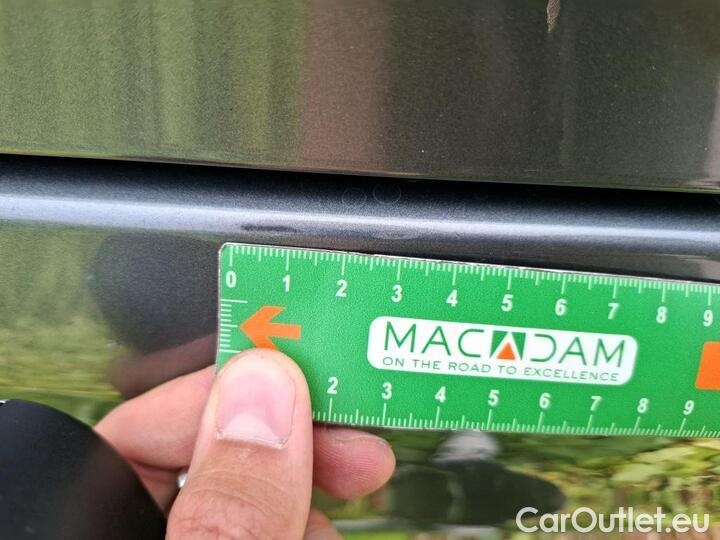 0 1 2 3 4 5 6 7 8 9
MACADAM
ON THE ROAD TO EXCELLENCE
2 3 4 5 6 7 8 9
CarOutlet.eu